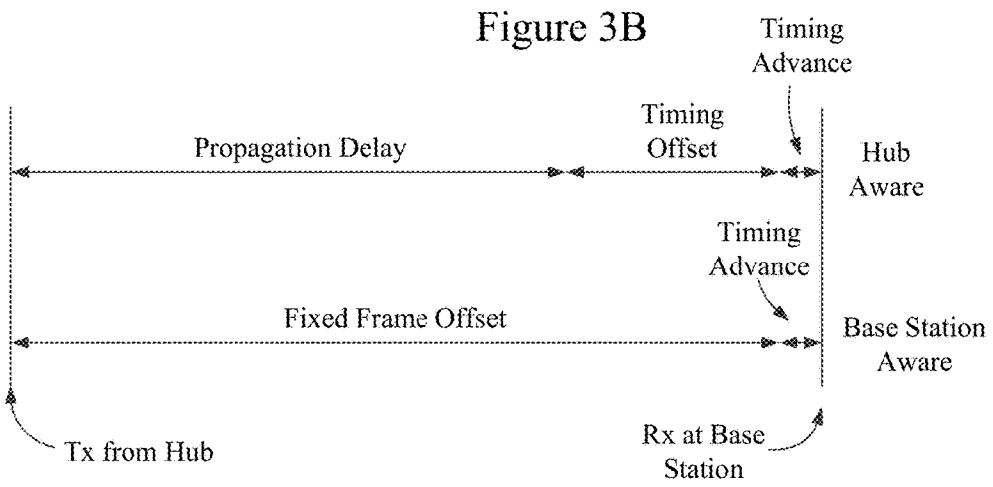 Figure 3B
Timing
Advance
Timing
Offset
Propagation Delay
Hub
Aware
Timing
Advance
Fixed Frame Offset
Base Station
Aware
Tx from Hub
Rx at Base
Station